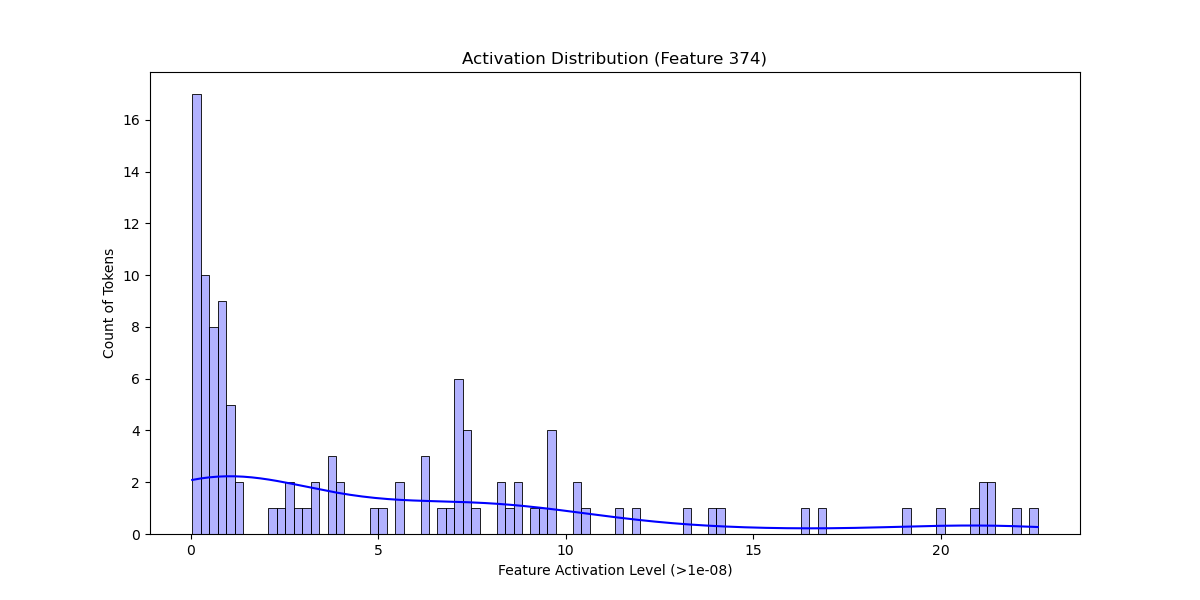 Activation Distribution (Feature 374)
16
14
12
10
8
6
4
2
0
Count of Tokens
0 5 10 15 20
Feature Activation Level (>1e-08)